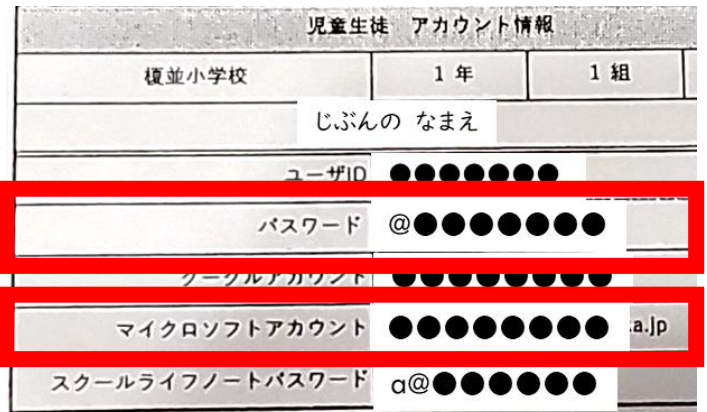 児童生徒 アカウント情報
榎並小学校 1 年 1 組
じぶんの なまえ
ユーザID ●●●●●●●
パスワード @●●●●●●●●
グーグルアカウント ●●●●●●●●
マイクロソフトアカウント ●●●●●●●●● a.jp
スクールライフノートパスワード a@●●●●●●